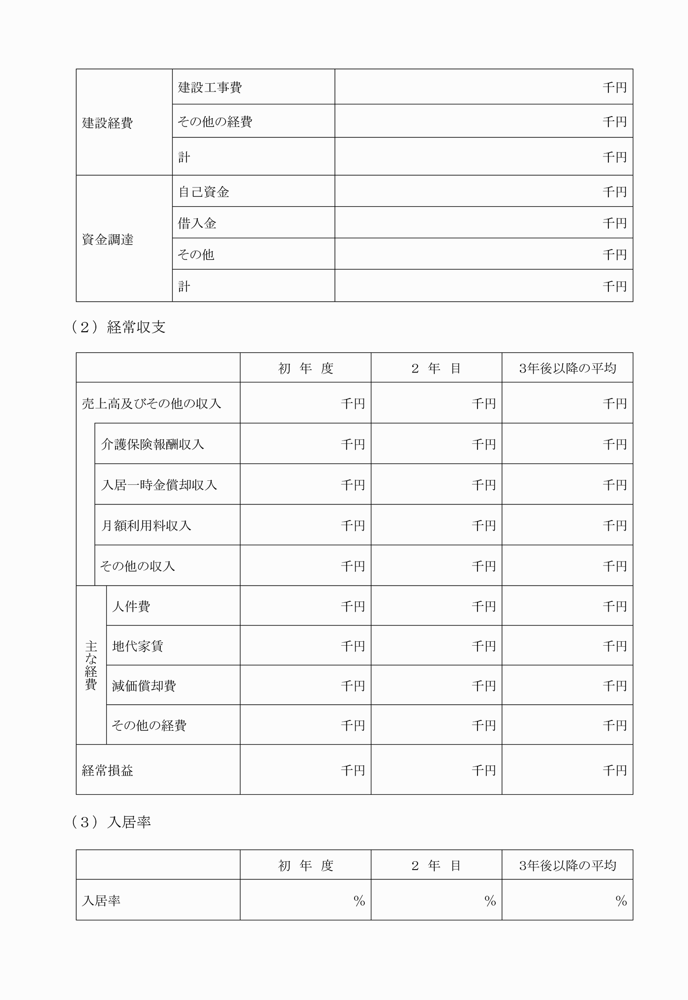 建設経費
建設工事費 千円
その他の経費 千円
計 千円
資金調達
自己資金 千円
借入金 千円
その他 千円
計 千円
（２）経常収支
初 年 度 2 年 目 3年後以降の平均
売上高及びその他の収入 千円 千円 千円
介護保険報酬収入 千円 千円 千円
入居一時金償却収入 千円 千円 千円
月額利用料収入 千円 千円 千円
その他の収入 千円 千円 千円
主な経費
人件費 千円 千円 千円
地代家賃 千円 千円 千円
減価償却費 千円 千円 千円
その他の経費 千円 千円 千円
経常損益 千円 千円 千円
（３）入居率
初 年 度 2 年 目 3年後以降の平均
入居率 % % %